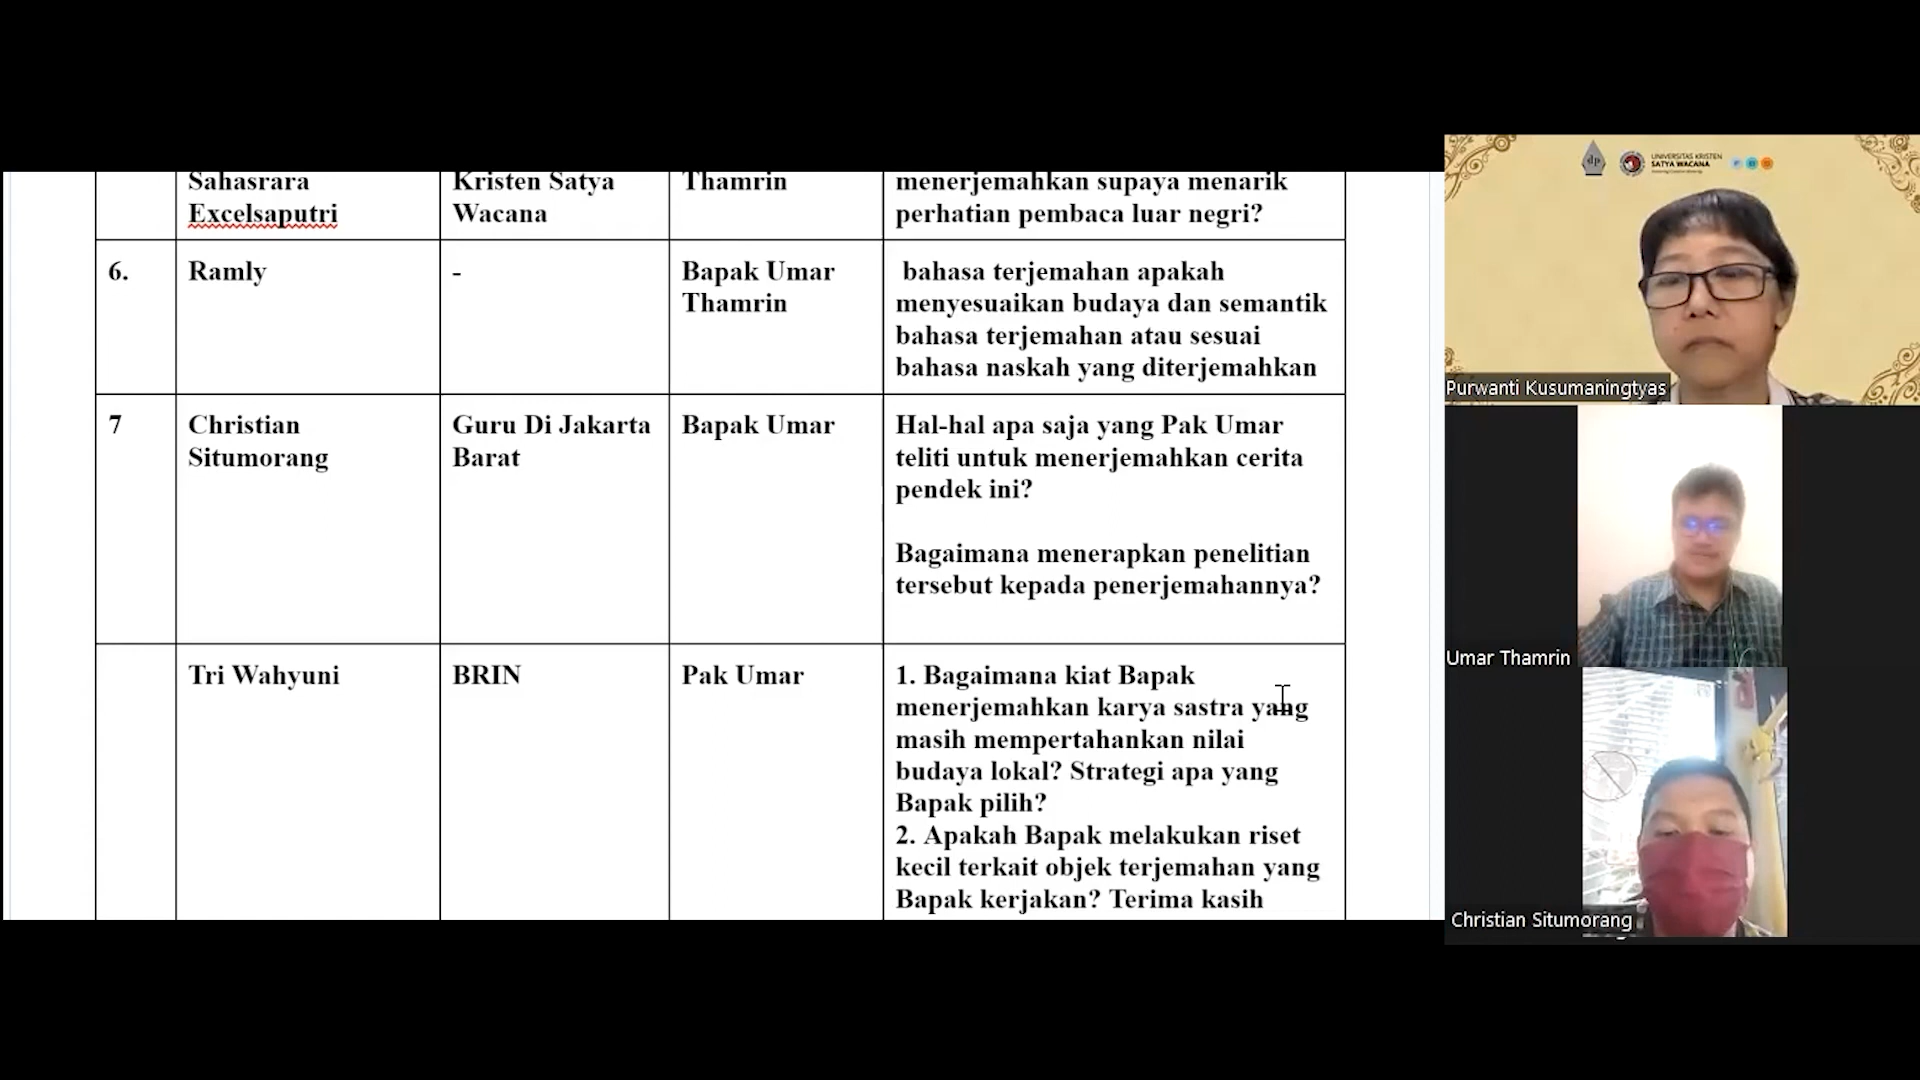 Sahasrara
Excelsaputri
Kristen Satya
Wacana
Thamrin
menerjemahkan supaya menarik
perhatian pembaca luar negri?
6.
Ramly
-
Bapak Umar
Thamrin
bahasa terjemahan apakah
menyesuaikan budaya dan semantik
bahasa terjemahan atau sesuai
bahasa naskah yang diterjemahkan
7
Christian
Situmorang
Guru Di Jakarta
Barat
Bapak Umar
Hal-hal apa saja yang Pak Umar
teliti untuk menerjemahkan cerita
pendek ini?
Bagaimana menerapkan penelitian
tersebut kepada penerjemahannya?
Tri Wahyuni
BRIN
Pak Umar
1. Bagaimana kiat Bapak
menerjemahkan karya sastra yang
masih mempertahankan nilai
budaya lokal? Strategi apa yang
Bapak pilih?
2. Apakah Bapak melakukan riset
kecil terkait objek terjemahan yang
Bapak kerjakan? Terima kasih
dp
UNIVERSITAS KRISTEN
SATYA WACANA
Purwanti Kusumaningtyas
Umar Thamrin
Christian Situmorang